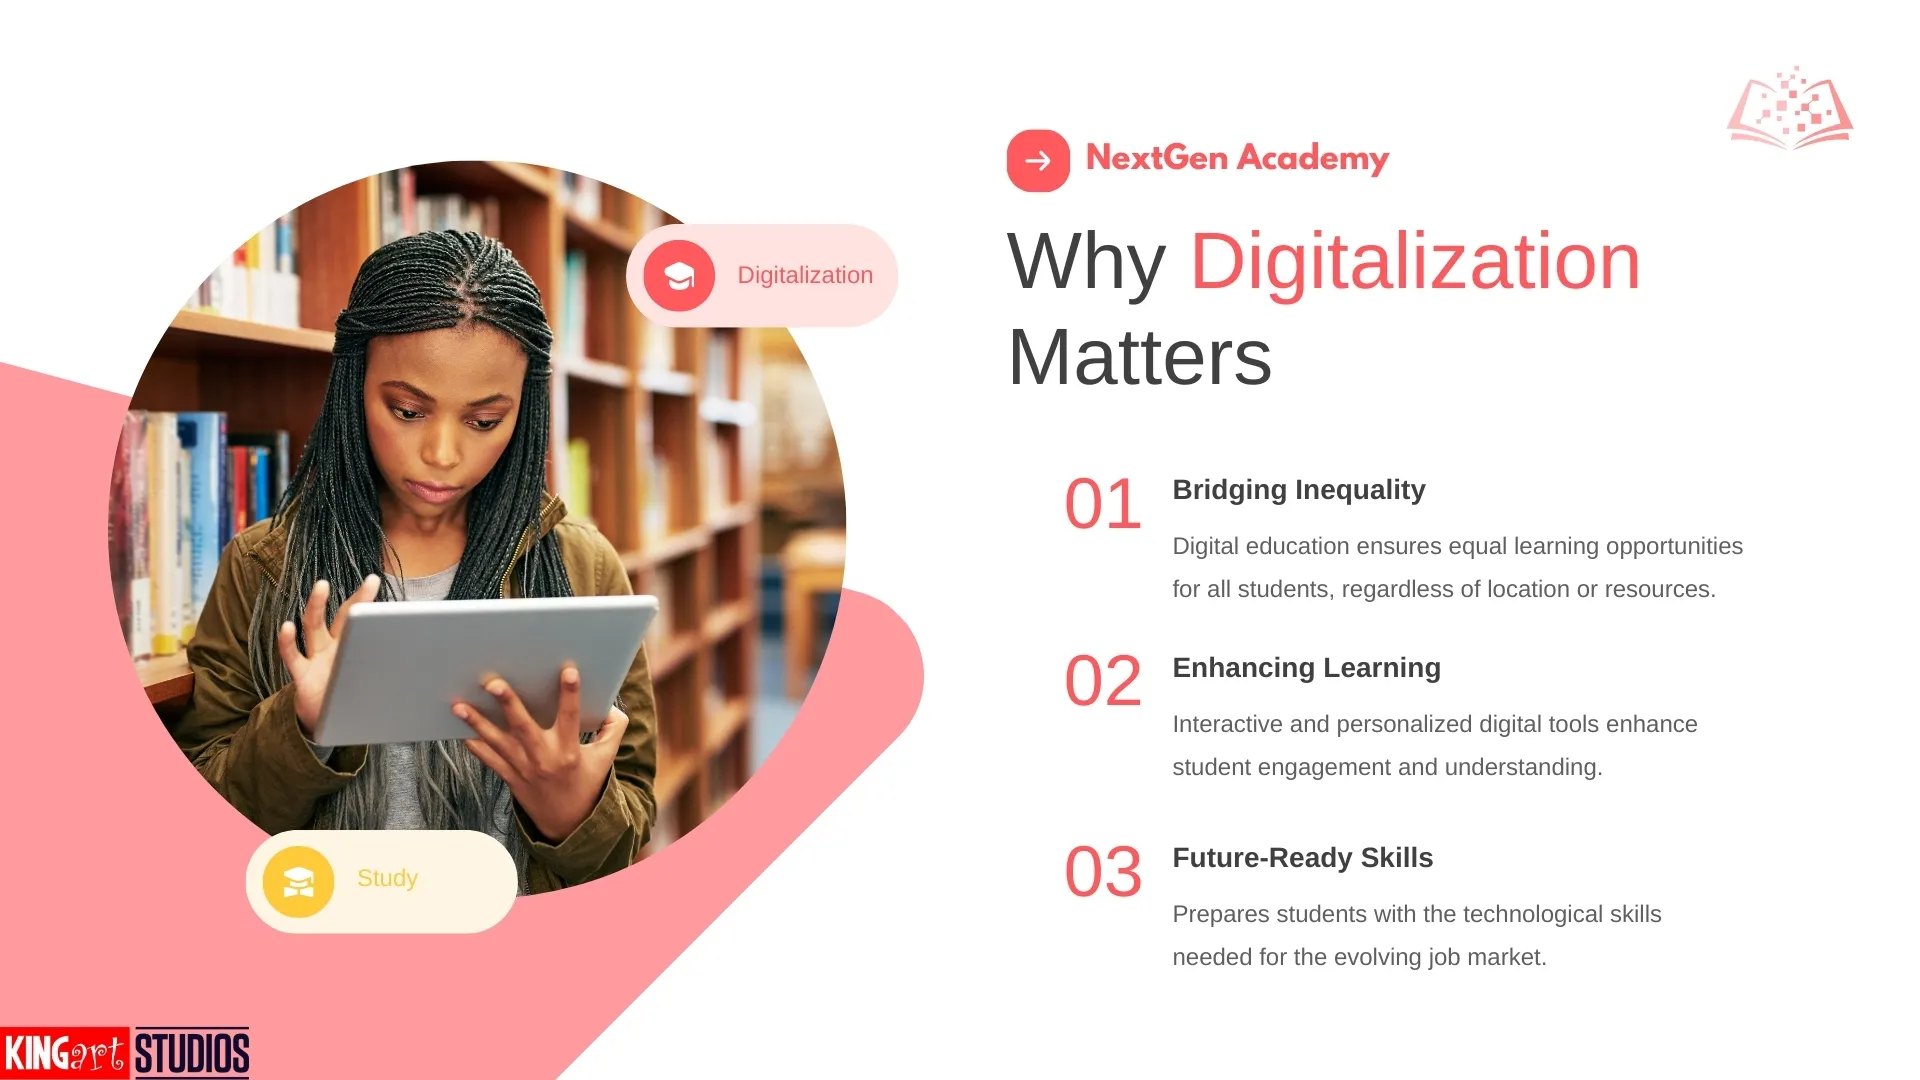 NextGen Academy
Why Digitalization
Matters
Digitalization
01
Bridging Inequality
Digital education ensures equal learning opportunities
for all students, regardless of location or resources.
02
Enhancing Learning
Interactive and personalized digital tools enhance
student engagement and understanding.
03
Future-Ready Skills
Prepares students with the technological skills
needed for the evolving job market.
Study
KINGart STUDIOS